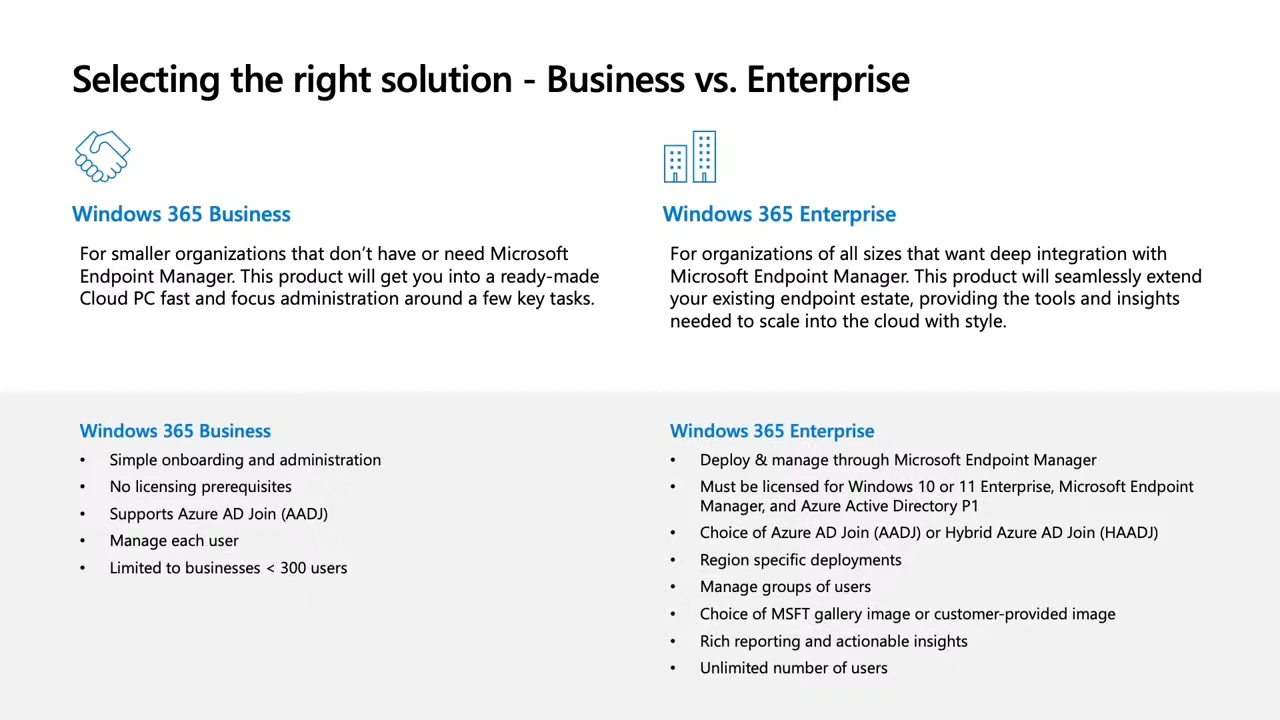 Selecting the right solution - Business vs. Enterprise
Windows 365 Business
For smaller organizations that don’t have or need Microsoft
Endpoint Manager. This product will get you into a ready-made
Cloud PC fast and focus administration around a few key tasks.
Windows 365 Enterprise
For organizations of all sizes that want deep integration with
Microsoft Endpoint Manager. This product will seamlessly extend
your existing endpoint estate, providing the tools and insights
needed to scale into the cloud with style.
Windows 365 Business
• Simple onboarding and administration
• No licensing prerequisites
• Supports Azure AD Join (AADJ)
• Manage each user
• Limited to businesses < 300 users
Windows 365 Enterprise
• Deploy & manage through Microsoft Endpoint Manager
• Must be licensed for Windows 10 or 11 Enterprise, Microsoft Endpoint
Manager, and Azure Active Directory P1
• Choice of Azure AD Join (AADJ) or Hybrid Azure AD Join (HAADJ)
• Region specific deployments
• Manage groups of users
• Choice of MSFT gallery image or customer-provided image
• Rich reporting and actionable insights
• Unlimited number of users